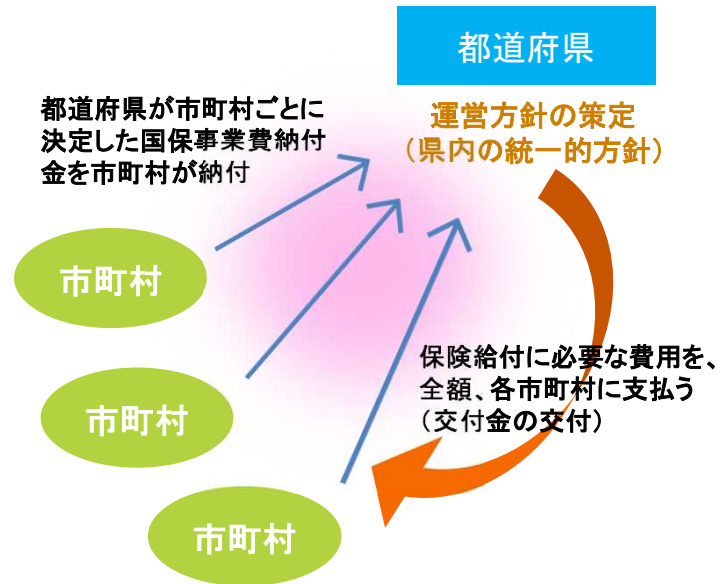 都道府県
都道府県が市町村ごとに
決定した国保事業費納付
金を市町村が納付
運営方針の策定
（県内の統一的方針）
市町村
保険給付に必要な費用を、
全額、各市町村に支払う
（交付金の交付）
市町村
市町村